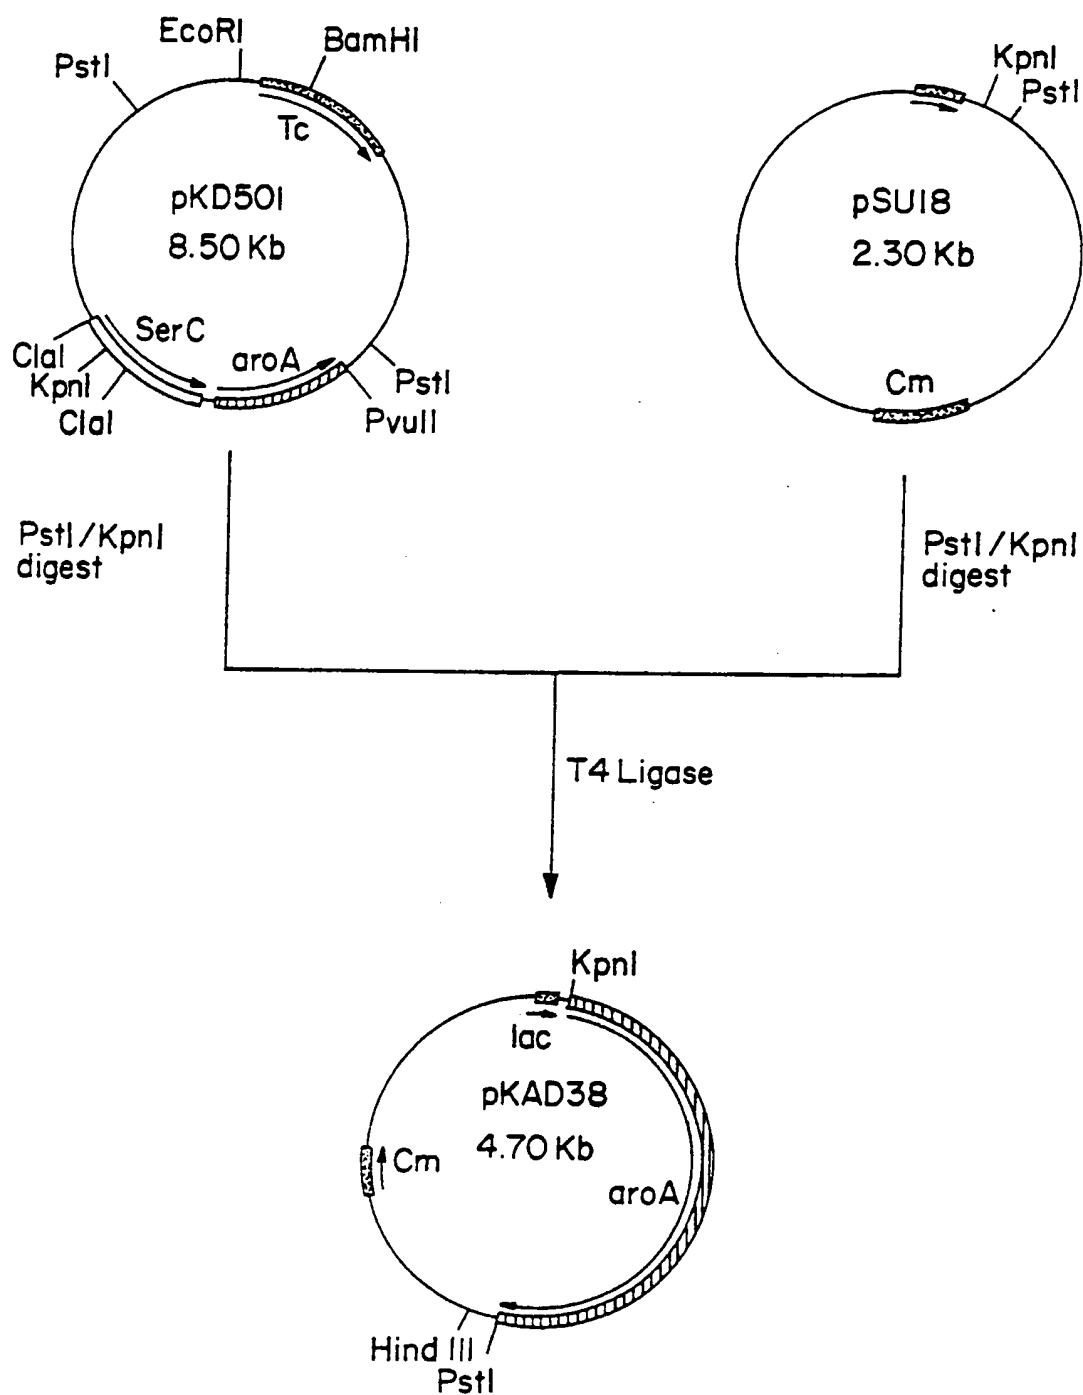 EcoRI
BamHI
PstI
Tc
pKD501
8.50 Kb
SerC
aroA
ClaI
KpnI
ClaI
PstI
PvuII
KpnI
PstI
pSU18
2.30 Kb
Cm
PstI/KpnI
digest
PstI/KpnI
digest
T4 Ligase
KpnI
lac
pKAD38
4.70 Kb
Cm
aroA
Hind III
PstI